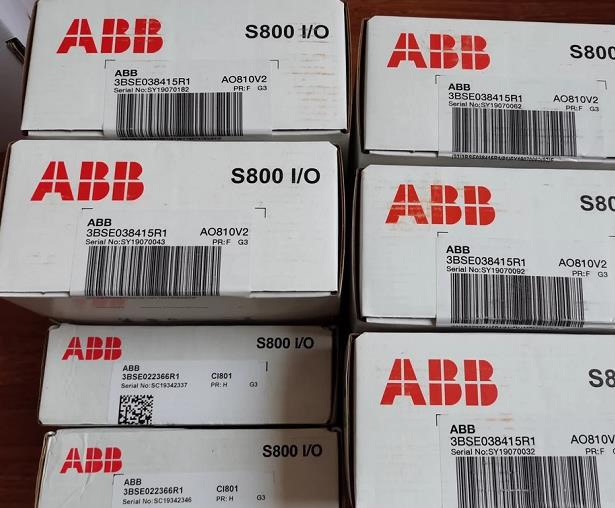 ABB
S800 I/O
ABB
3BSE038415R1 AO810V2
Serial No:SY19070182 PR:F G3
ABB
S800 I/O
ABB
3BSE038415R1 AO810V2
Serial No:SY19070043 PR:F G3
ABB
S800 I/O
ABB
3BSE022366R1 CI801
Serial No:SC19342337 PR:H G3
ABB
S800 I/O
ABB
3BSE022366R1 CI801
Serial No:SC19342346 PR:H G3
ABB
S800
ABB
3BSE038415R1 AO810V2
Serial No:SY19070062 PR:F G3
ABB
S80
ABB
3BSE038415R1 AO810V2
Serial No:SY19070092 PR:F G3
ABB
S8
ABB
3BSE038415R1 AO810V
Serial No:SY19070032 PR:F G3